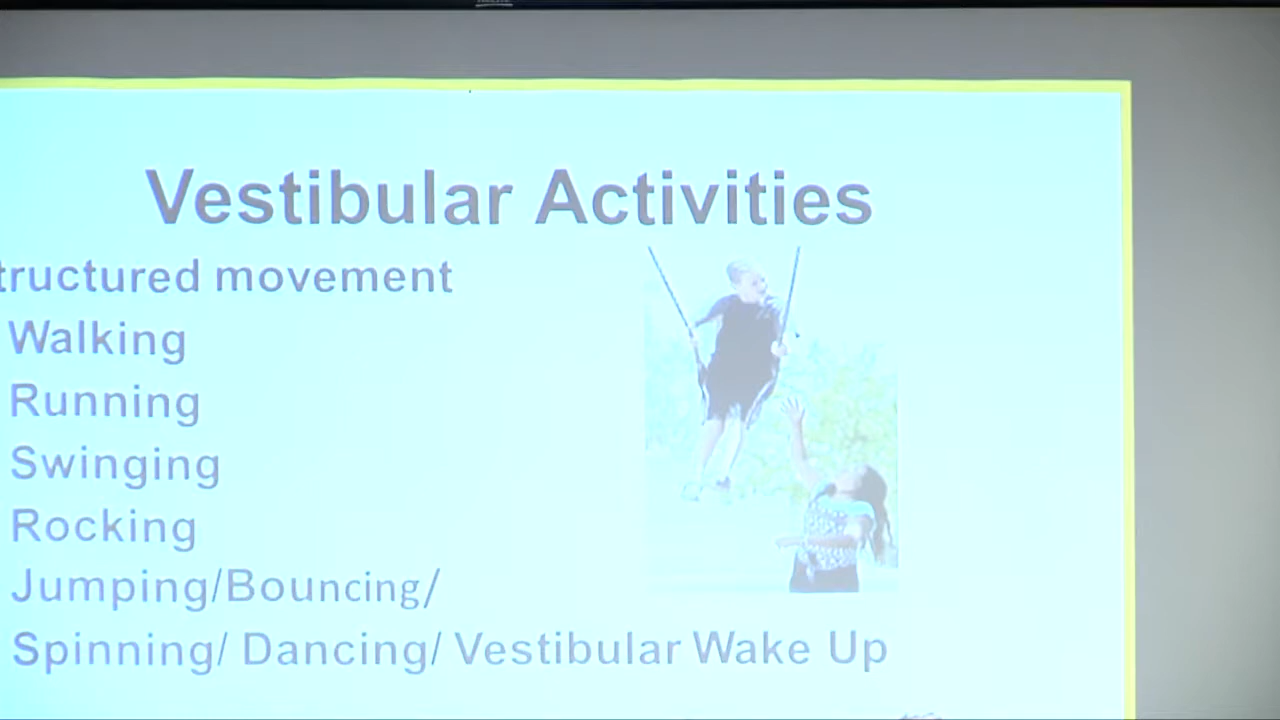 Vestibular Activities
tructured movement
Walking
Running
Swinging
Rocking
Jumping/Bouncing/
Spinning/ Dancing/ Vestibular Wake Up